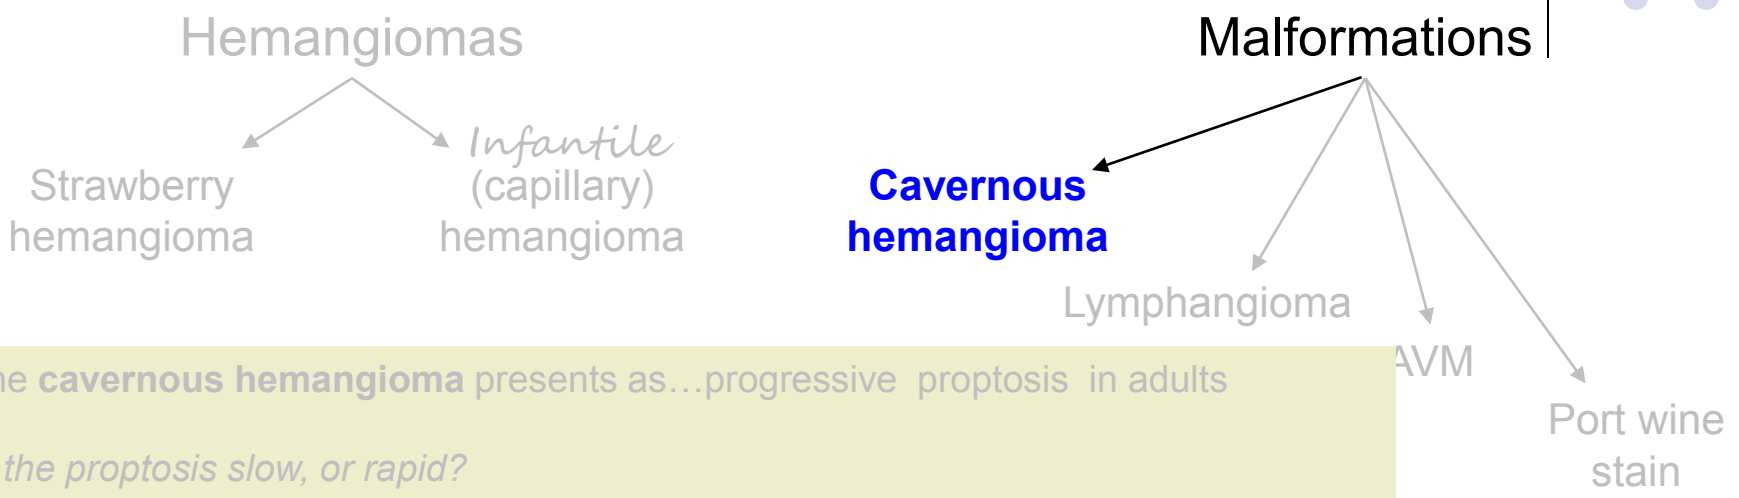 Hemangiomas
Malformations
Infantile
Strawberry
hemangioma
(capillary)
hemangioma
Cavernous
hemangioma
Lymphangioma
AVM
Port wine
stain
cavernous hemangioma presents as…progressive proptosis in adults
the proptosis slow, or rapid?